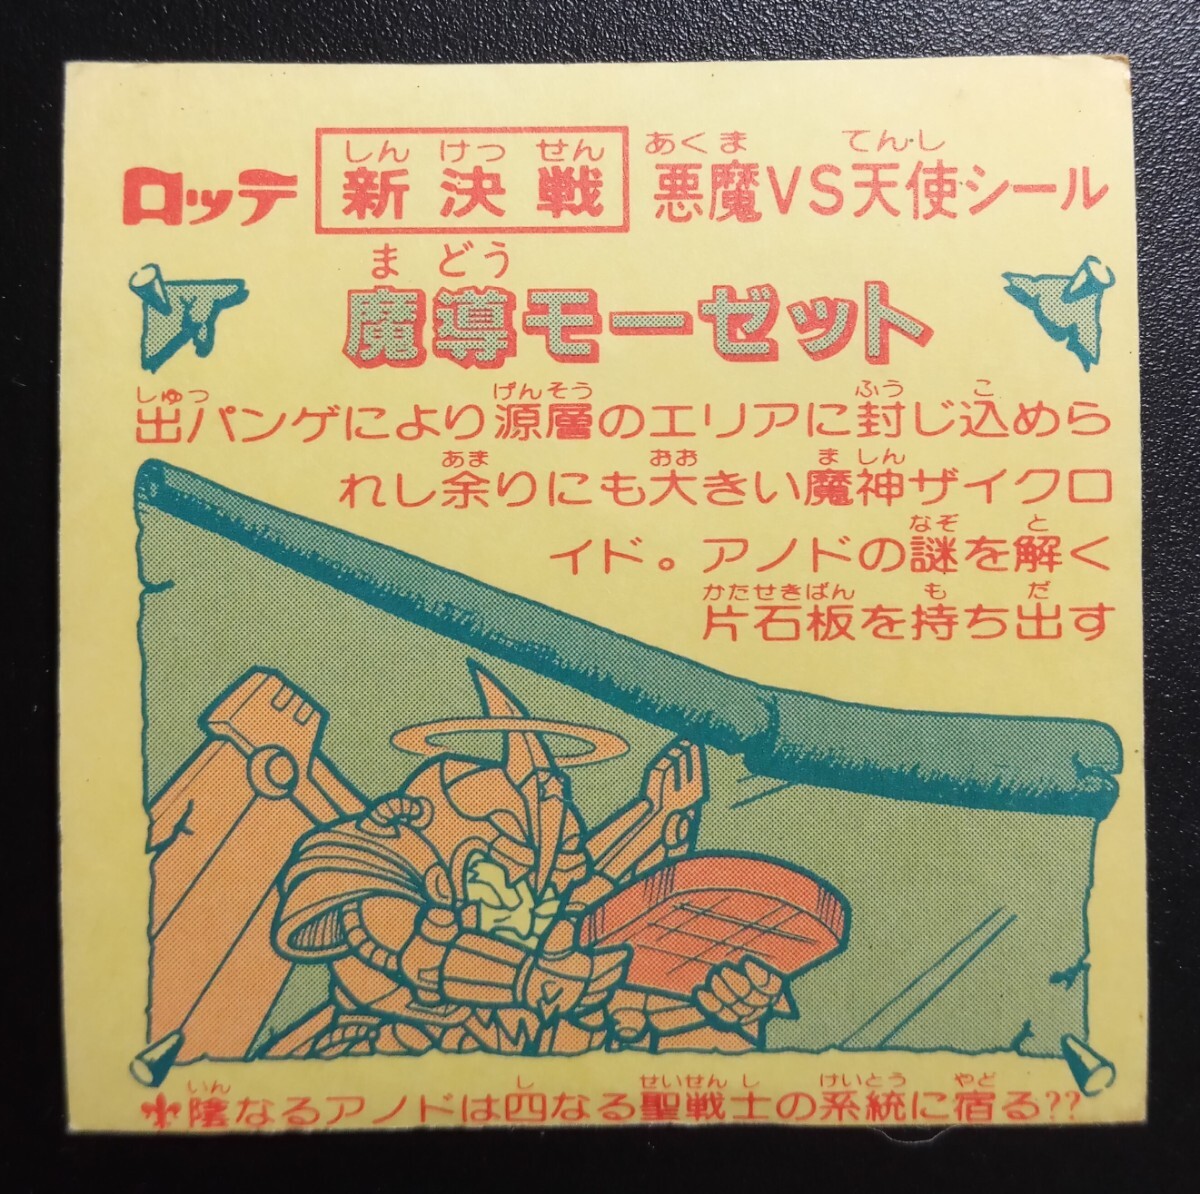 ロッテ 新決戦 悪魔VS天使シール
しん けっ せん あくま てんし
まどう
魔導モーゼット
しゅっ げんそう ふう こ
出パンゲにより源層のエリアに封じ込めら
あま おお ま しん
れし余りにも大きい魔神ザイクロ
なぞ と
イド。アノドの謎を解く
かたせきばん も だ
片石板を持ち出す
いん し せいせんし けいとう やど
陰なるアノドは四なる聖戦士の系統に宿る??